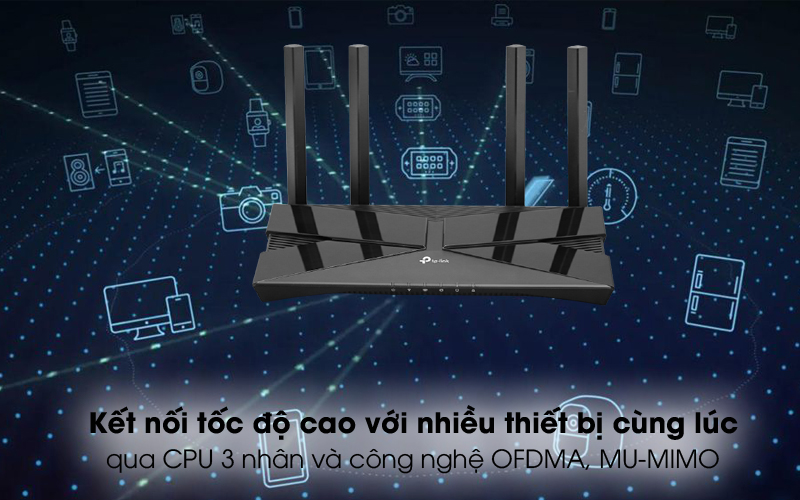 tp-link
Kết nối tốc độ cao với nhiều thiết bị cùng lúc
qua CPU 3 nhân và công nghệ OFDMA, MU-MIMO